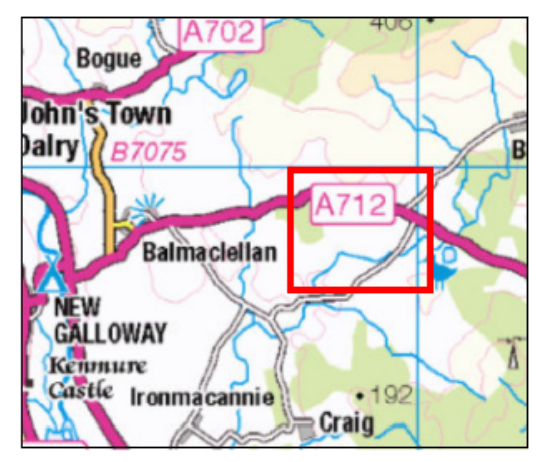 A702
406
Bogue
John's Town
Dalry
B7075
B
A712
Balmaclellan
NEW
GALLOWAY
Kenmure
Castle
Ironmacannie
192
Craig